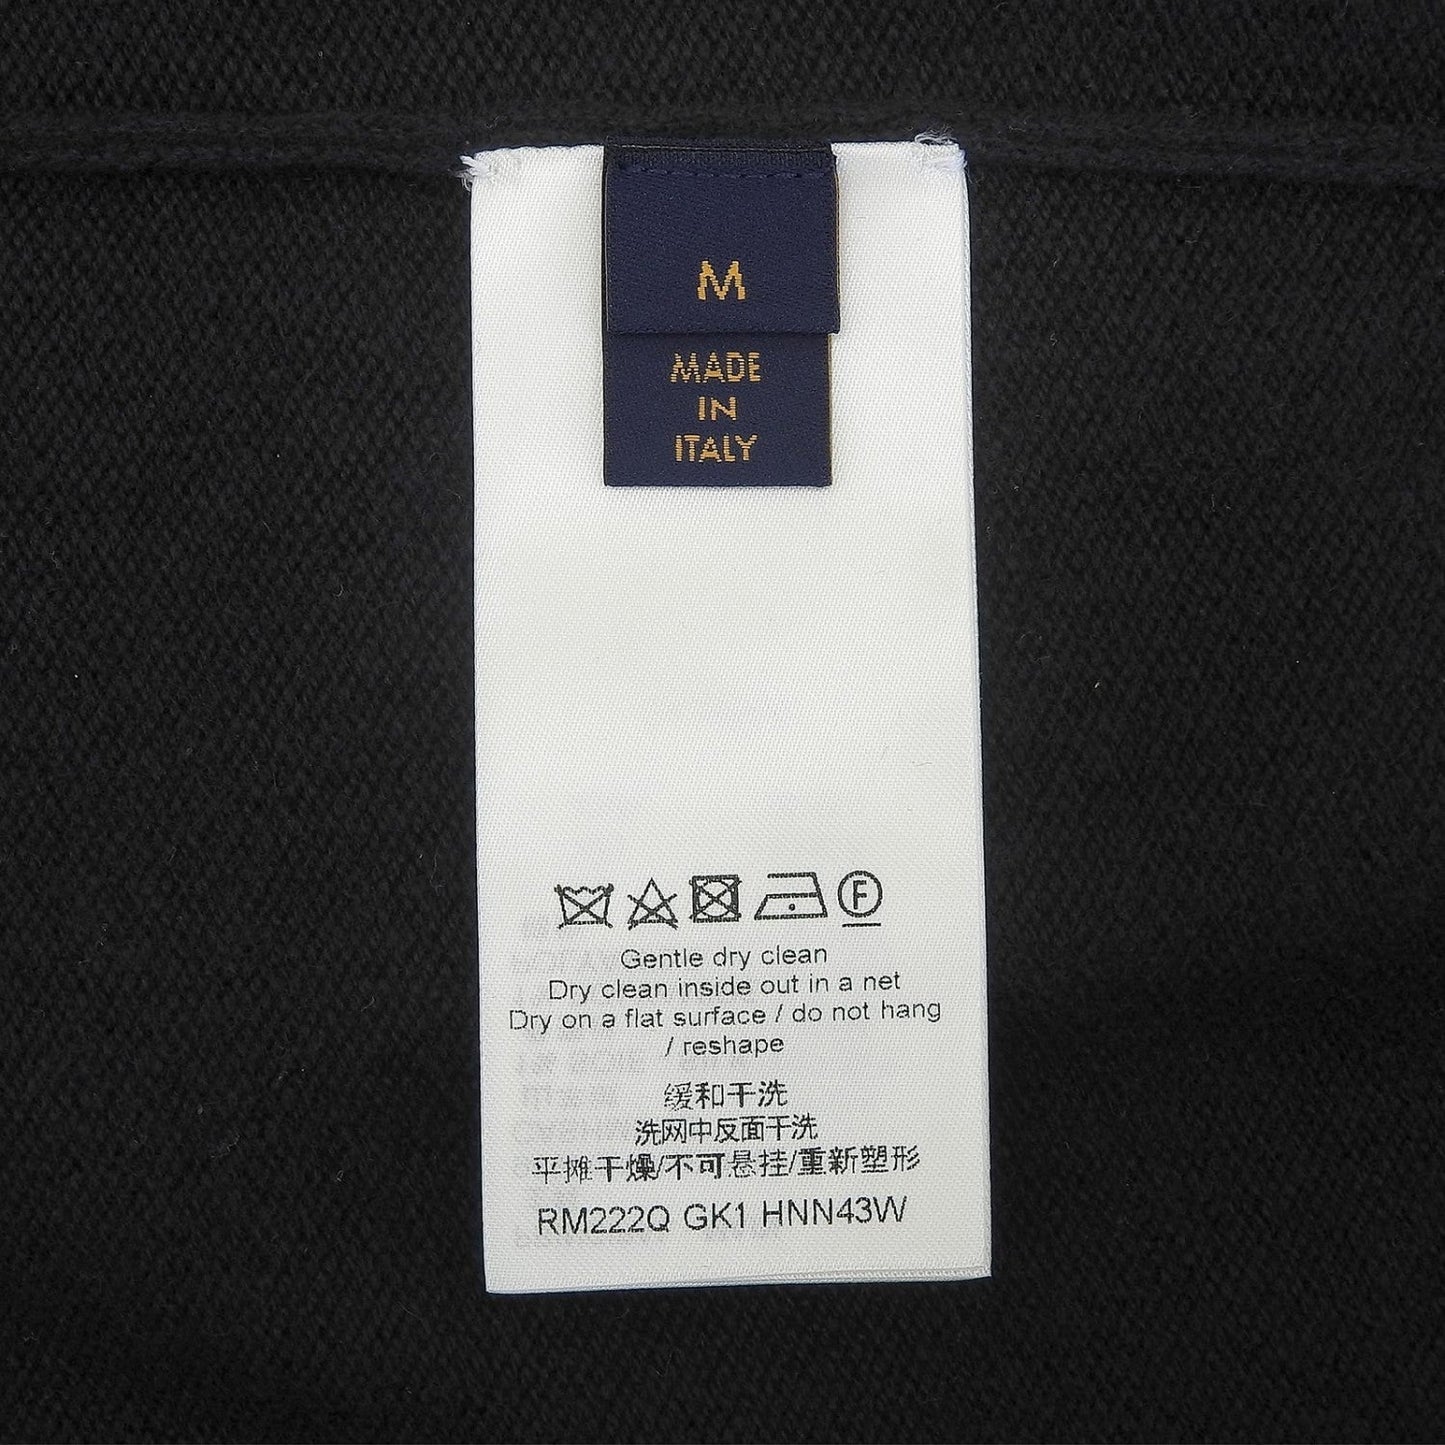 M
MADE
IN
ITALY
F
Gentle dry clean
Dry clean inside out in a net
Dry on a flat surface / do not hang
/ reshape
缓和干洗
洗网中反面干洗
平摊干燥/不可悬挂/重新塑形
RM222Q GK1 HNN43W